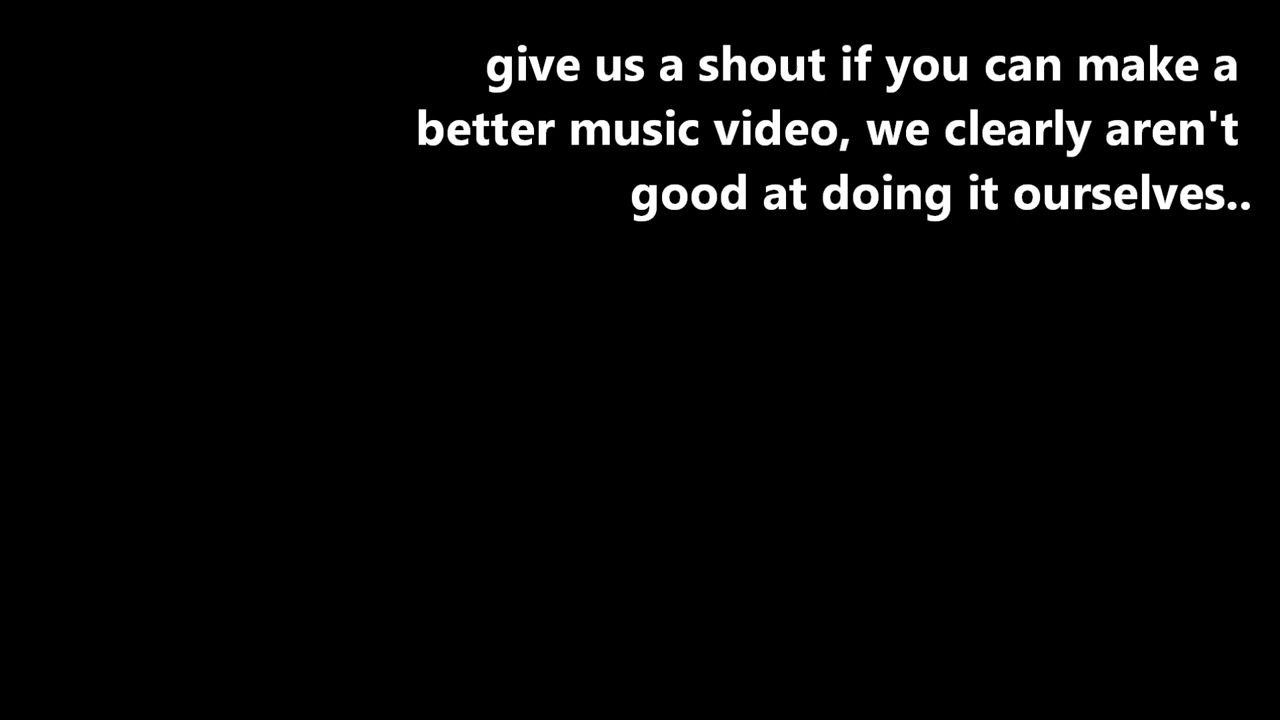 give us a shout if you can make a
better music video, we clearly aren't
good at doing it ourselves..